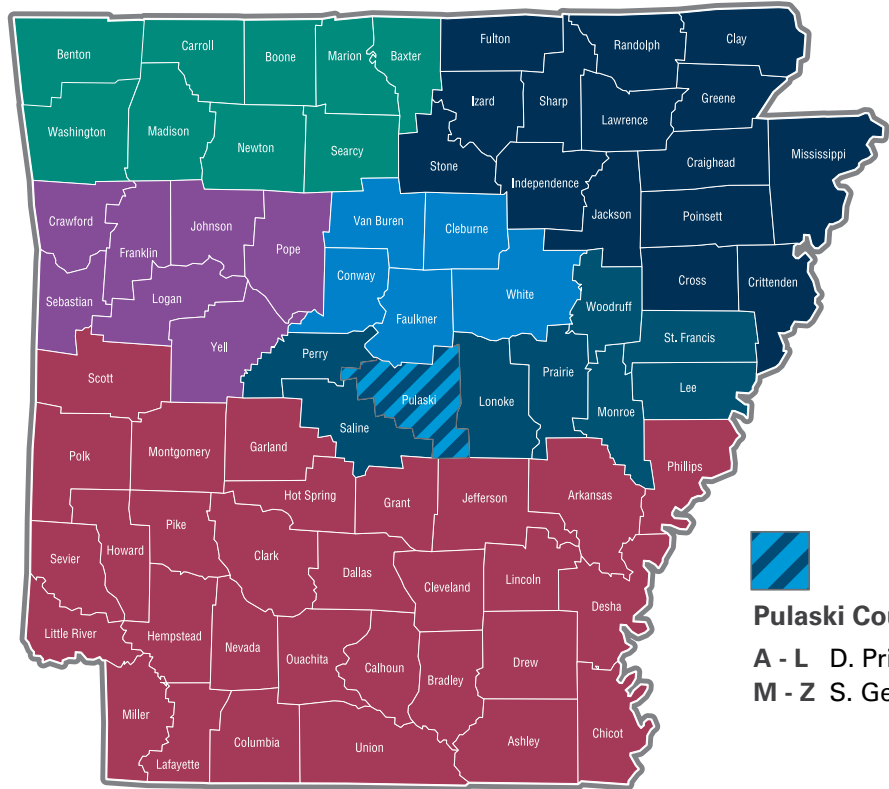 Benton
Carroll
Boone
Marion
Baxter
Fulton
Randolph
Clay
Izard
Sharp
Greene
Lawrence
Washington
Madison
Newton
Searcy
Stone
Independence
Craighead
Mississippi
Jackson
Poinsett
Crawford
Franklin
Johnson
Pope
Van Buren
Cleburne
Conway
White
Cross
Crittenden
Sebastian
Logan
Faulkner
Woodruff
St. Francis
Yell
Perry
Pulaski
Lonoke
Prairie
Lee
Monroe
Scott
Saline
Polk
Montgomery
Garland
Phillips
Hot Spring
Grant
Jefferson
Arkansas
Sevier
Howard
Pike
Clark
Dallas
Cleveland
Lincoln
Desha
Little River
Hempstead
Nevada
Ouachita
Calhoun
Bradley
Drew
Miller
Lafayette
Columbia
Union
Ashley
Chicot
Pulaski Cou
A - L D. Pri
M - Z S. Ge